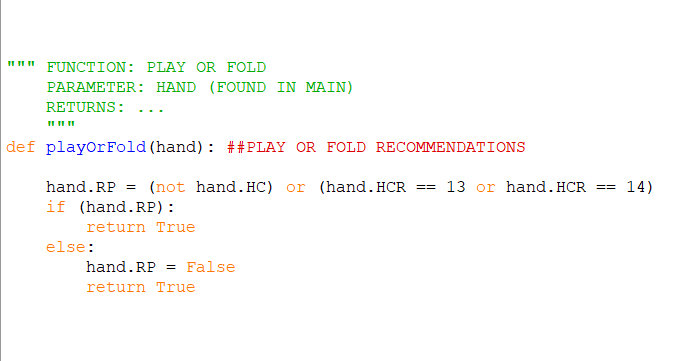 """ FUNCTION: PLAY OR FOLD
    PARAMETER: HAND (FOUND IN MAIN)
    RETURNS: ...
    """
def playOrFold(hand): ##PLAY OR FOLD RECOMMENDATIONS
    hand.RP = (not hand.HC) or (hand.HCR == 13 or hand.HCR == 14)
    if (hand.RP):
        return True
    else:
        hand.RP = False
        return True